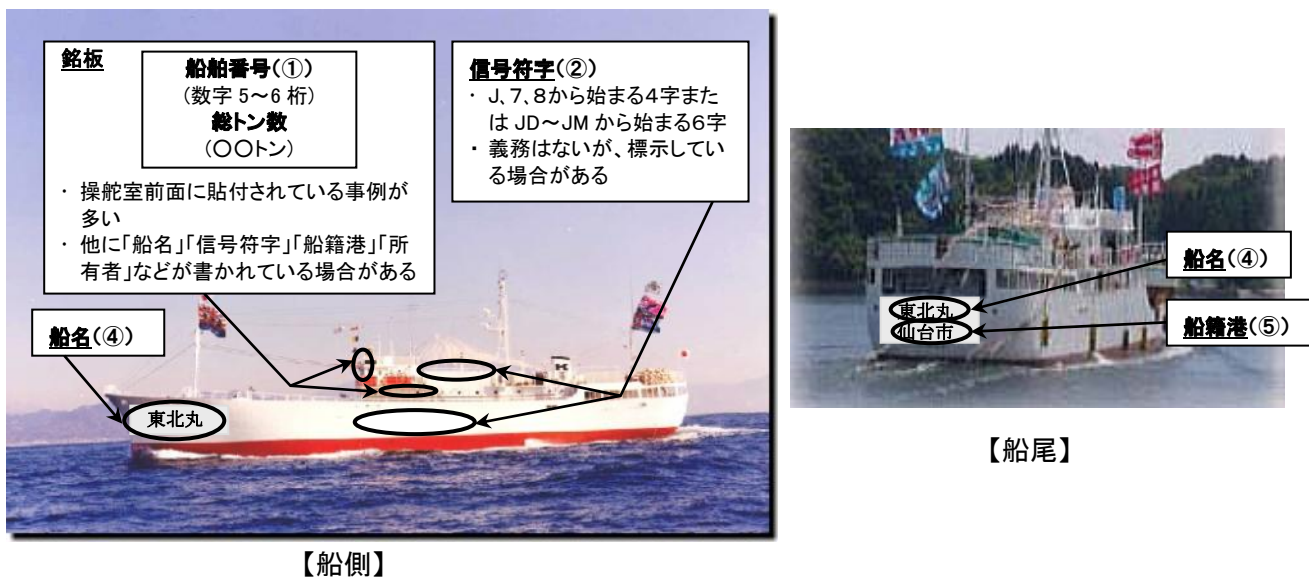 銘板
船舶番号(①)
(数字 5~6 桁)
総トン数
(〇〇トン)
・ 操舵室前面に貼付されている事例が
多い
・ 他に「船名」「信号符字」「船籍港」「所
有者」などが書かれている場合がある
信号符字(②)
・ J、7、8から始まる4字また
は JD~JM から始まる6字
・ 義務はないが、標示してい
る場合がある
船名(④)
東北丸
【船側】
船名(④)
東北丸
船籍港(⑤)
仙台市
【船尾】